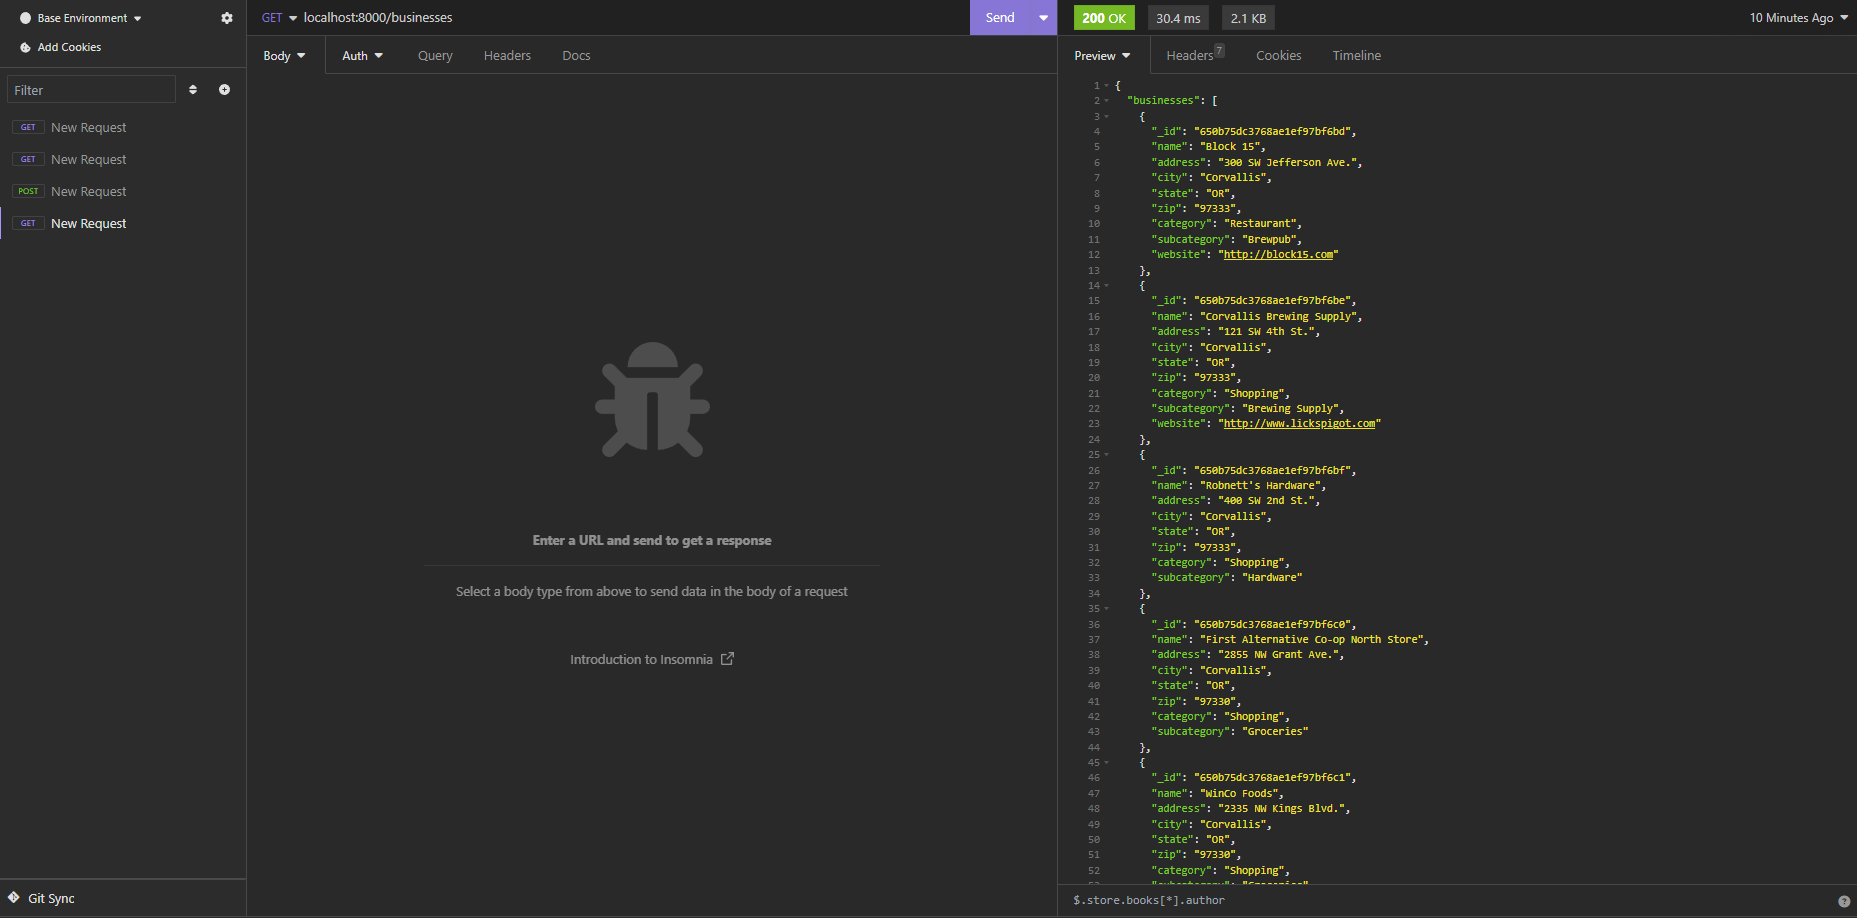 Base Environment
Add Cookies
Filter
GET New Request
GET New Request
POST New Request
GET New Request
Git Sync
GET localhost:8000/businesses
Send
Body Auth Query Headers Docs
Enter a URL and send to get a response
Select a body type from above to send data in the body of a request
Introduction to Insomnia
200 OK 30.4 ms 2.1 KB 10 Minutes Ago
Preview Headers 7 Cookies Timeline
1 {
2 "businesses": [
3 {
4 "_id": "650b75dc3768ae1ef97bf6bd",
5 "name": "Block 15",
6 "address": "300 SW Jefferson Ave.",
7 "city": "Corvallis",
8 "state": "OR",
9 "zip": "97333",
10 "category": "Restaurant",
11 "subcategory": "Brewpub",
12 "website": "http://block15.com"
13 },
14 {
15 "_id": "650b75dc3768ae1ef97bf6be",
16 "name": "Corvallis Brewing Supply",
17 "address": "121 SW 4th St.",
18 "city": "Corvallis",
19 "state": "OR",
20 "zip": "97333",
21 "category": "Shopping",
22 "subcategory": "Brewing Supply",
23 "website": "http://www.lickspigot.com"
24 },
25 {
26 "_id": "650b75dc3768ae1ef97bf6bf",
27 "name": "Robnett's Hardware",
28 "address": "400 SW 2nd St.",
29 "city": "Corvallis",
30 "state": "OR",
31 "zip": "97333",
32 "category": "Shopping",
33 "subcategory": "Hardware"
34 },
35 {
36 "_id": "650b75dc3768ae1ef97bf6c0",
37 "name": "First Alternative Co-op North Store",
38 "address": "2855 NW Grant Ave.",
39 "city": "Corvallis",
40 "state": "OR",
41 "zip": "97330",
42 "category": "Shopping",
43 "subcategory": "Groceries"
44 },
45 {
46 "_id": "650b75dc3768ae1ef97bf6c1",
47 "name": "WinCo Foods",
48 "address": "2335 NW Kings Blvd.",
49 "city": "Corvallis",
50 "state": "OR",
51 "zip": "97330",
52 "category": "Shopping",
$.store.books[*].author